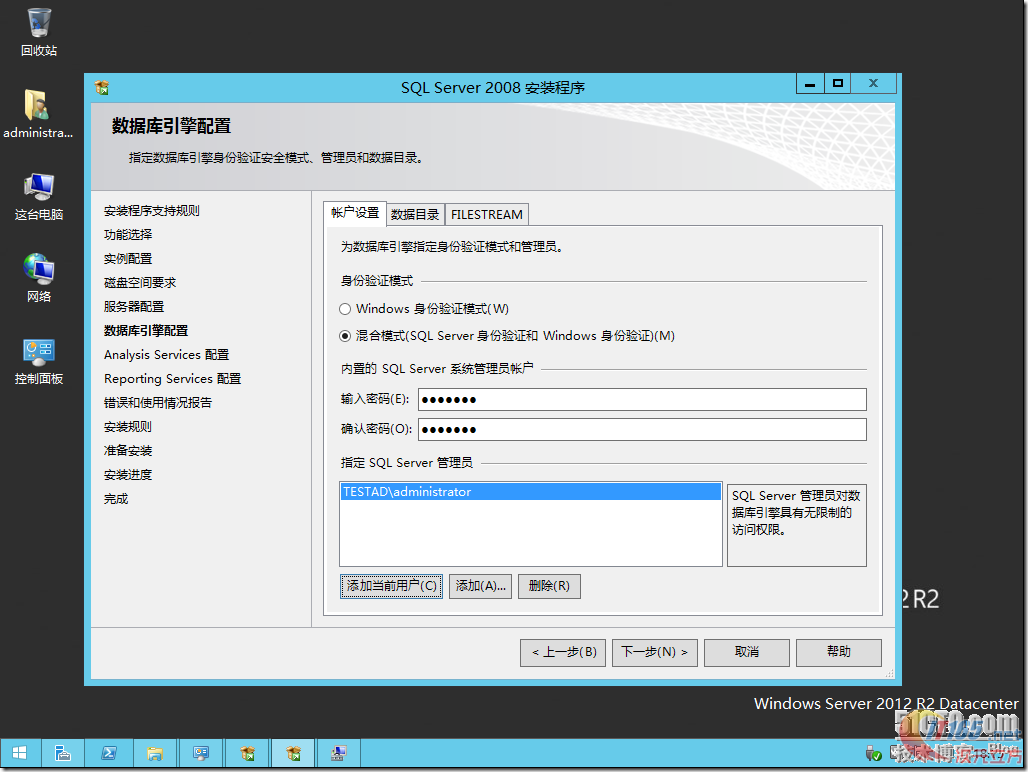 回收站
administra...
这台电脑
网络
控制面板
SQL Server 2008 安装程序
数据库引擎配置
指定数据库引擎身份验证安全模式、管理员和数据目录。
安装程序支持规则
功能选择
实例配置
磁盘空间要求
服务器配置
数据库引擎配置
Analysis Services 配置
Reporting Services 配置
错误和使用情况报告
安装规则
准备安装
安装进度
完成
帐户设置 数据目录 FILESTREAM
为数据库引擎指定身份验证模式和管理员。
身份验证模式
Windows 身份验证模式(W)
混合模式(SQL Server 身份验证和 Windows 身份验证)(M)
内置的 SQL Server 系统管理员帐户
输入密码(E): ●●●●●●●
确认密码(O): ●●●●●●●
指定 SQL Server 管理员
TESTAD\administrator
SQL Server 管理员对数
据库引擎具有无限制的
访问权限。
添加当前用户(C) 添加(A)... 删除(R)
< 上一步(B) 下一步(N) > 取消 帮助
2 R2
Windows Server 2012 R2 Datacenter
51CTO.com
技术博客 Blog